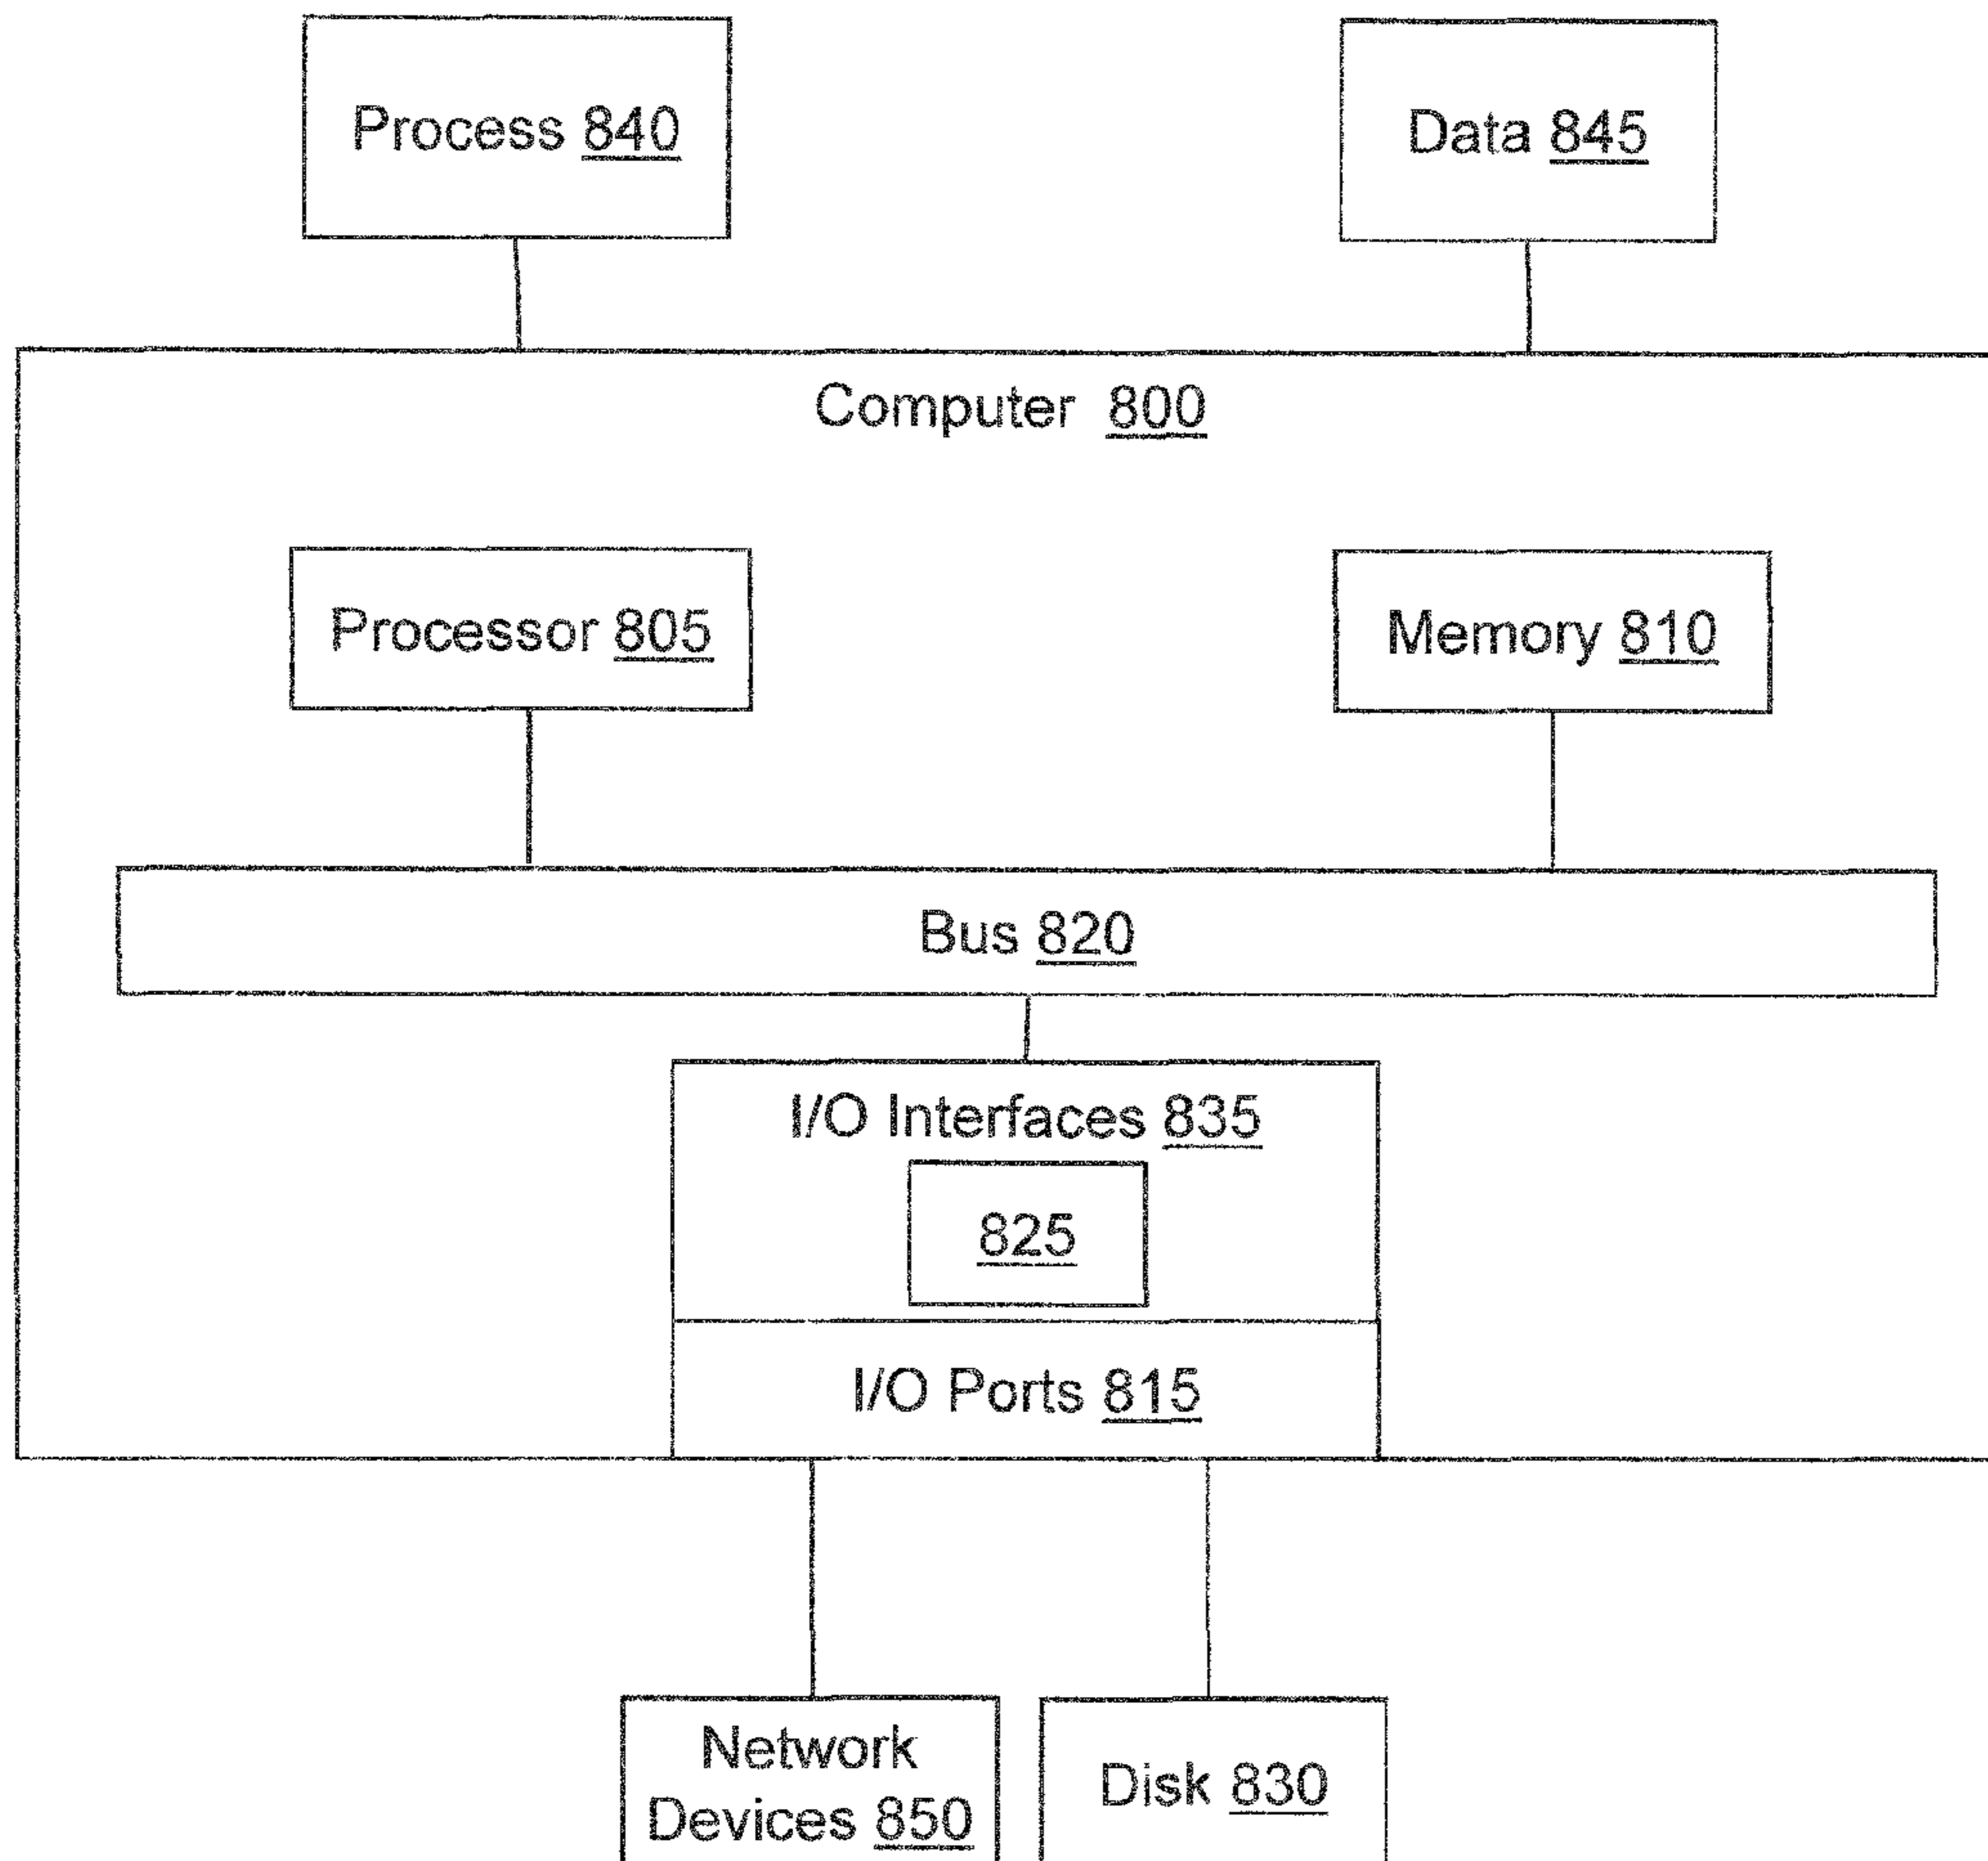 Process 840
Data 845
Computer 800
Processor 805
Memory 810
Bus 820
I/O Interfaces 835
825
I/O Ports 815
Network
Devices 850
Disk 830